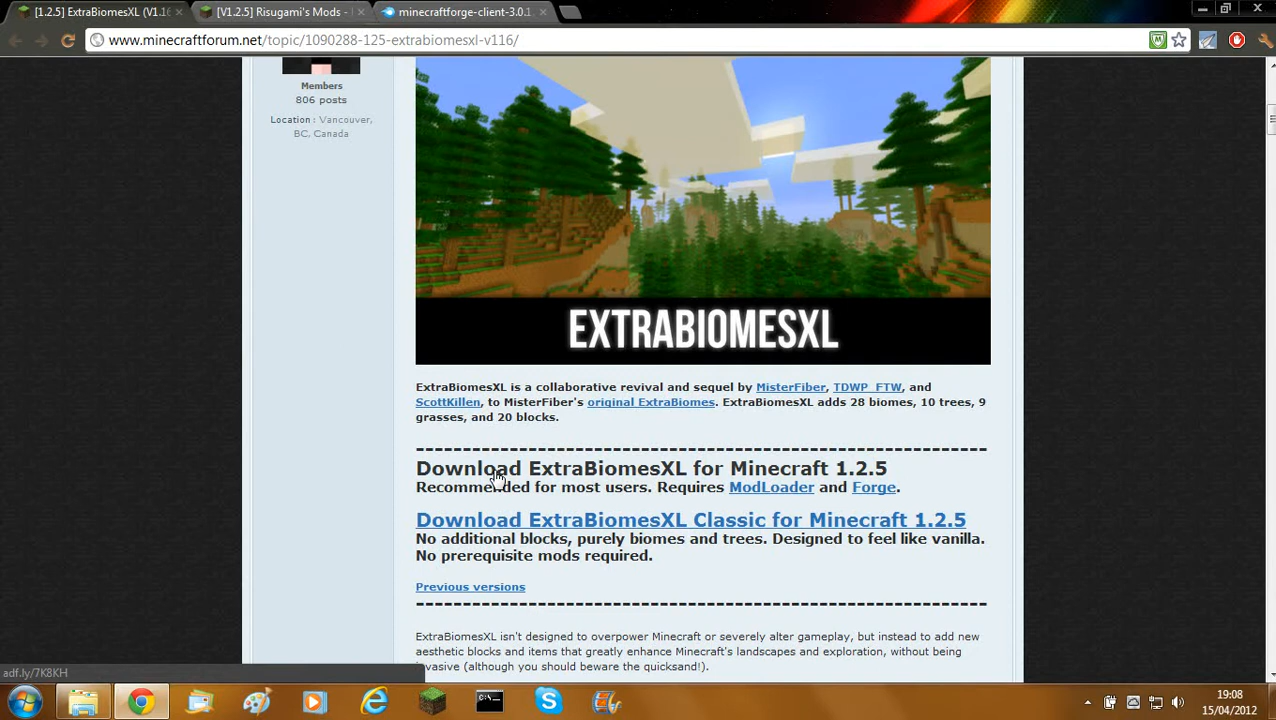 [1.2.5] ExtraBiomesXL (V1.16
[V1.2.5] Risugami's Mods -
minecraftforge-client-3.0.1
www.minecraftforum.net/topic/1090288-125-extrabiomesxl-v116/
Members
806 posts
Location : Vancouver,
BC, Canada
EXTRABIOMESXL
ExtraBiomesXL is a collaborative revival and sequel by MisterFiber, TDWP_FTW, and
ScottKillen, to MisterFiber's original ExtraBiomes. ExtraBiomesXL adds 28 biomes, 10 trees, 9
grasses, and 20 blocks.
Download ExtraBiomesXL for Minecraft 1.2.5
Recommended for most users. Requires ModLoader and Forge.
Download ExtraBiomesXL Classic for Minecraft 1.2.5
No additional blocks, purely biomes and trees. Designed to feel like vanilla.
No prerequisite mods required.
Previous versions
ExtraBiomesXL isn't designed to overpower Minecraft or severely alter gameplay, but instead to add new
aesthetic blocks and items that greatly enhance Minecraft's landscapes and exploration, without being
invasive (although you should beware the quicksand!).
adf.ly/7K8KH
19:08
15/04/2012